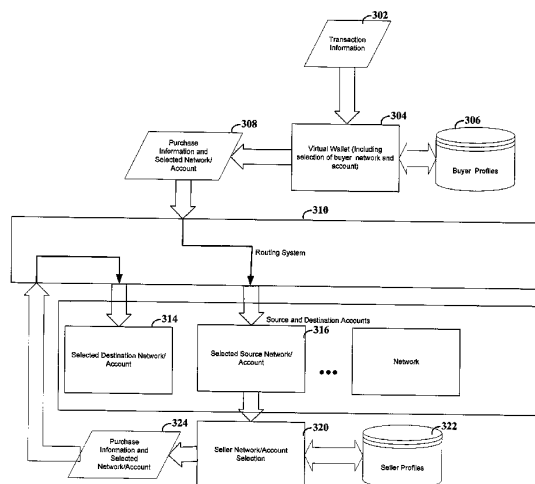 302
Transaction
Information
304
306
308
Purchase
Information and
Selected Network/
Account
Virtual Wallet (Including
selection of buyer network
and
account)
Buyer Profiles
310
Routing System
Source and Destination Accounts
314
316
Selected Destination Network/
Account
Selected Source Network/
Account
Network
324
320
322
Purchase
Information and
Selected
Network/Account
Seller Network/Account
Selection
Seller Profiles